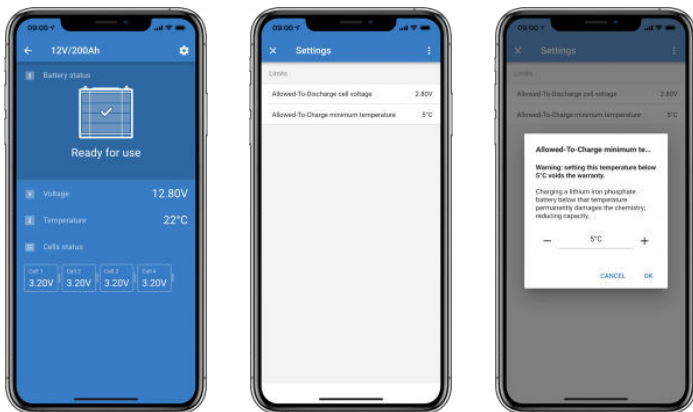 09:00
12V/200Ah
Battery status
Ready for use
Voltage 12.80V
Temperature 22°C
Cells status
Cell 1 Cell 2 Cell 3 Cell 4
3.20V 3.20V 3.20V 3.20V
09:00
Settings
Limits
Allowed-To-Discharge cell voltage 2.80V
Allowed-To-Charge minimum temperature 5°C
09:00
Settings
Limits
Allowed-To-Discharge cell voltage 2.80V
Allowed-To-Charge minimum temperature 5°C
Allowed-To-Charge minimum te...
Warning: setting this temperature below
5°C voids the warranty.
Charging a lithium iron phosphate
battery below that temperature
permanently damages the chemistry;
reducing capacity.
5°C
CANCEL OK